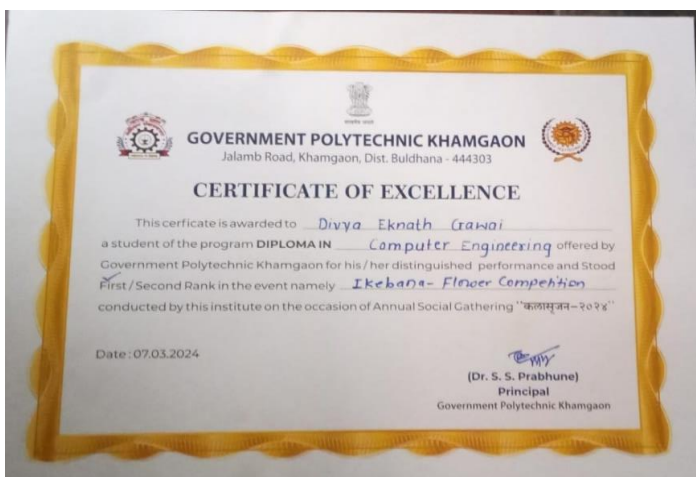 GOVERNMENT POLYTECHNIC KHAMGAON
Jalamb Road, Khamgaon, Dist. Buldhana - 444303
CERTIFICATE OF EXCELLENCE
This cerficate is awarded to Divya Eknath Gawai
a student of the program DIPLOMA IN Computer Engineering offered by
Government Polytechnic Khamgaon for his / her distinguished performance and Stood
First / Second Rank in the event namely Ikebana- Flower Competition
conducted by this institute on the occasion of Annual Social Gathering "कलासृजन-२०२४"
Date : 07.03.2024
(Dr. S. S. Prabhune)
Principal
Government Polytechnic Khamgaon